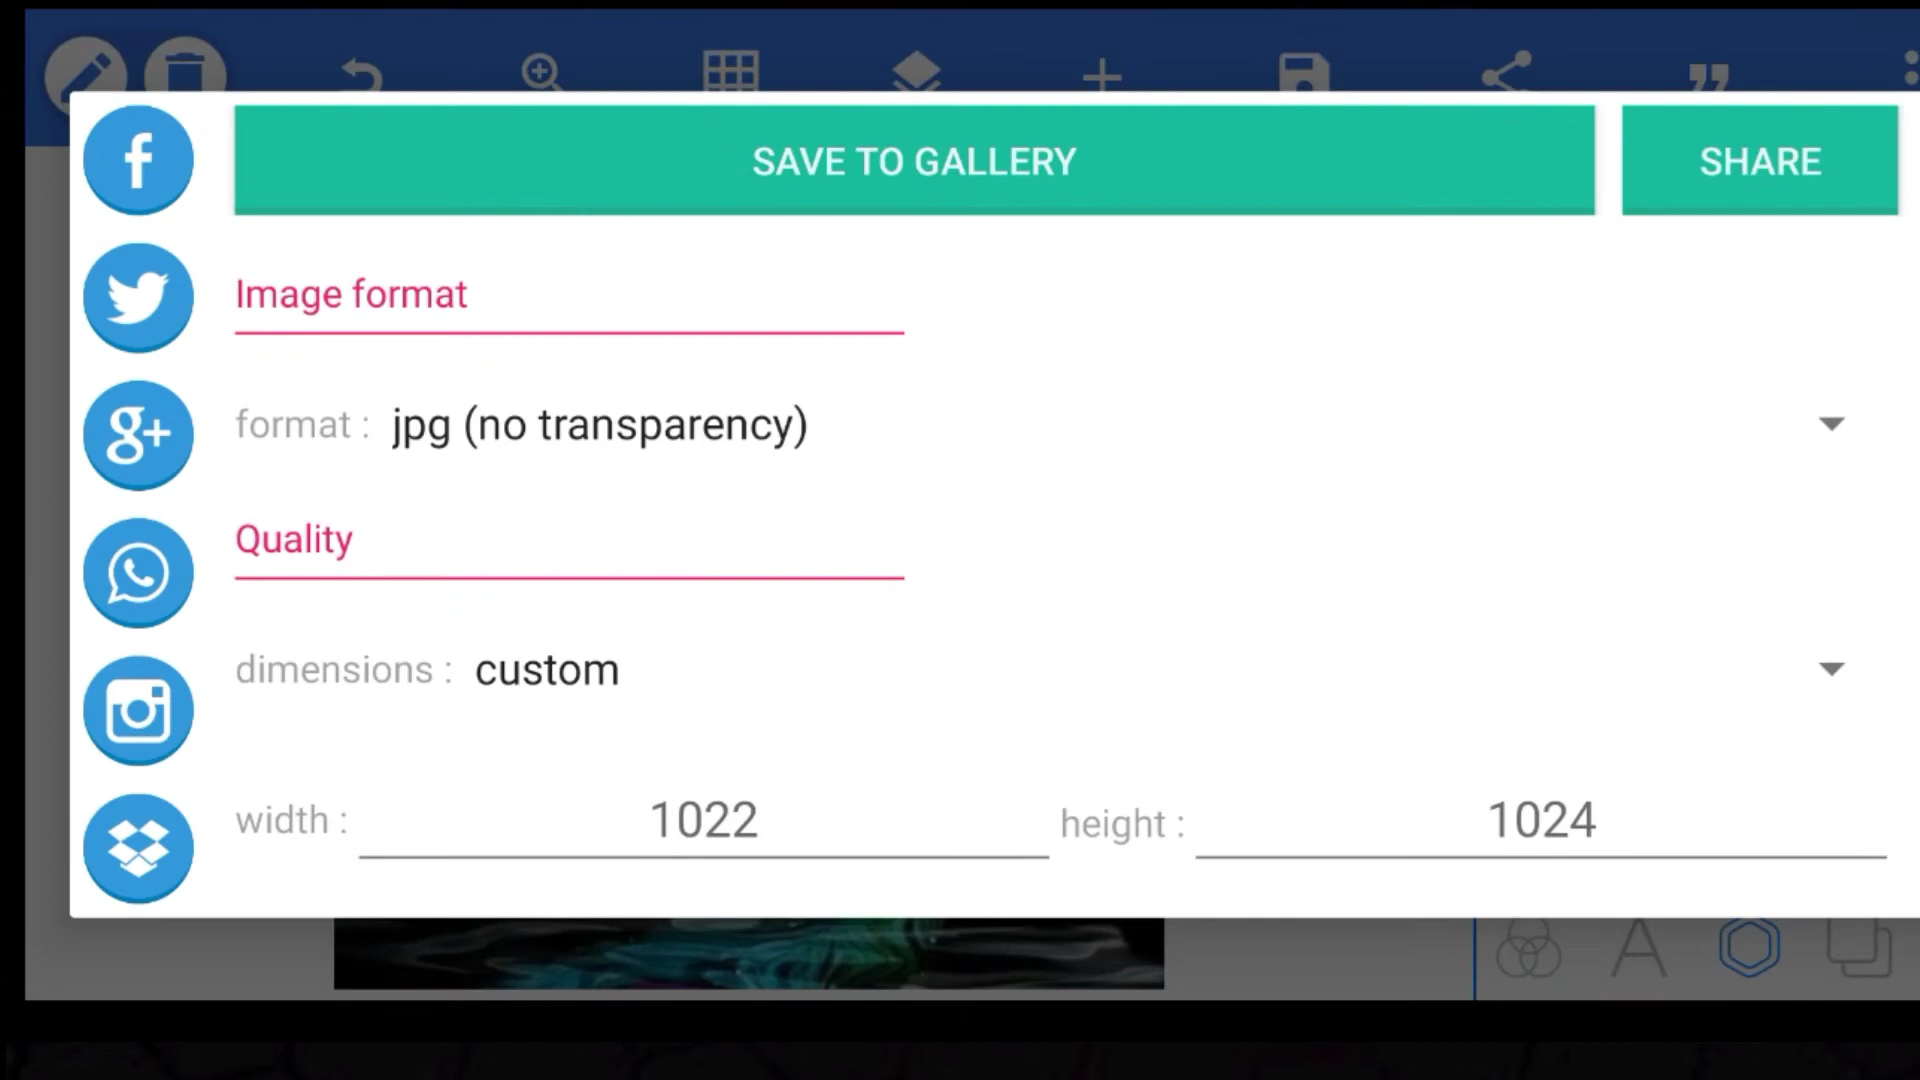 SAVE TO GALLERY
SHARE
Image format
format : jpg (no transparency)
Quality
dimensions : custom
width : 1022 height : 1024